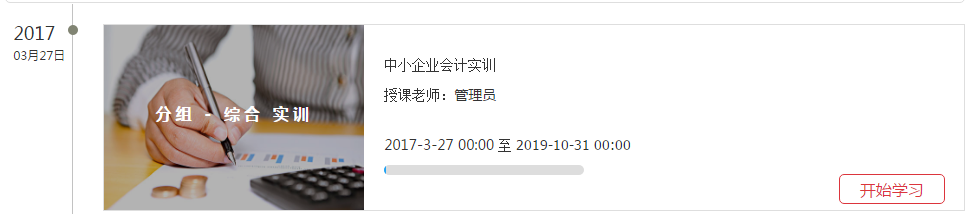 2017
03月27日
分组 - 综合 实训
中小企业会计实训
授课老师：管理员
2017-3-27 00:00 至 2019-10-31 00:00
开始学习